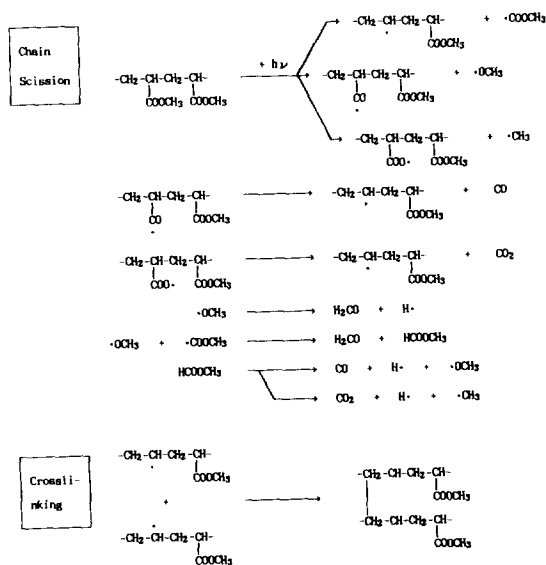 Chain
Scission
-CH2-CH-CH2-CH-
COOCH3
+
·COOCH3
-CH2-CH-CH2-CH-
COOCH3 COOCH3
+ hν
-CH2-CH-CH2-CH-
CO COOCH3
+
·OCH3
-CH2-CH-CH2-CH-
COO· COOCH3
+
·CH3
-CH2-CH-CH2-CH-
CO COOCH3
-CH2-CH-CH2-CH-
COOCH3
+ CO
-CH2-CH-CH2-CH-
COO· COOCH3
-CH2-CH-CH2-CH-
COOCH3
+ CO2
·OCH3 H2CO + H·
·OCH3 + ·COOCH3 H2CO + HCOOCH3
HCOOCH3 CO + H· + ·OCH3
CO2 + H· + ·CH3
Crossli-
nking
-CH2-CH-CH2-CH-
COOCH3
+
-CH2-CH-CH2-CH-
COOCH3
-CH2-CH-CH2-CH-
COOCH3
-CH2-CH-CH2-CH-
COOCH3